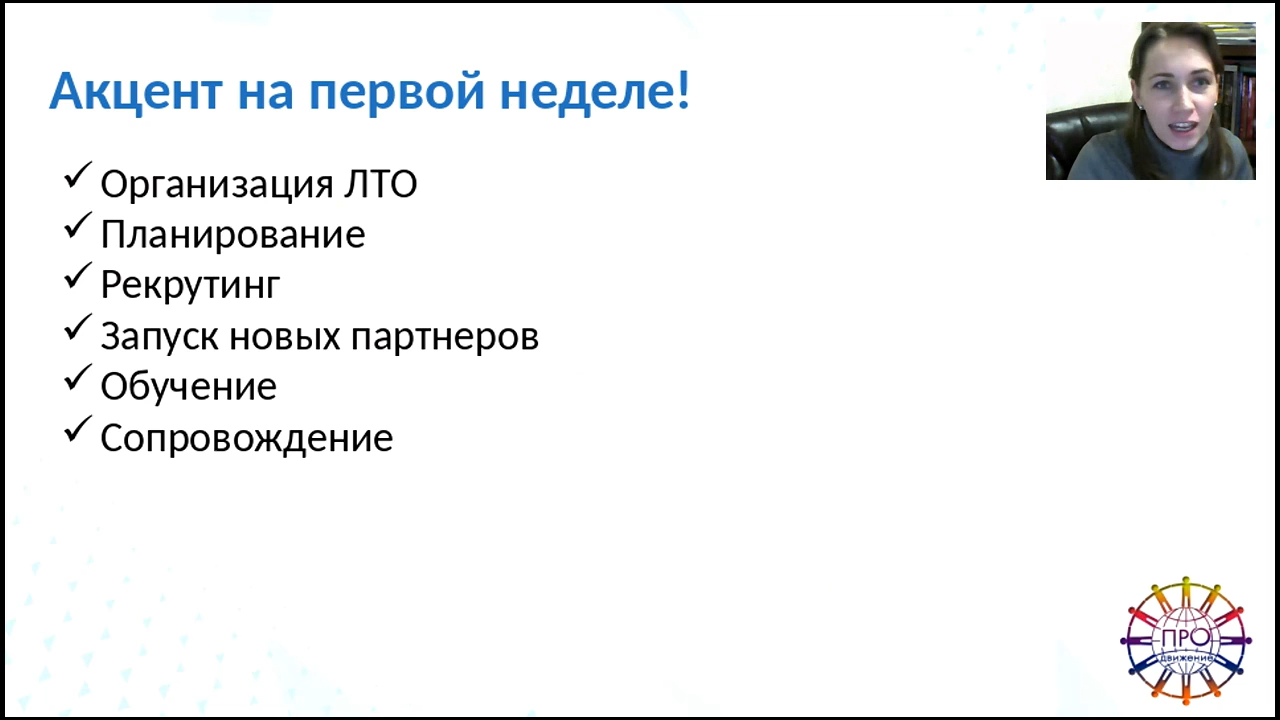 Акцент на первой неделе!
Организация ЛТО
Планирование
Рекрутинг
Запуск новых партнеров
Обучение
Сопровождение
ПРО
движение